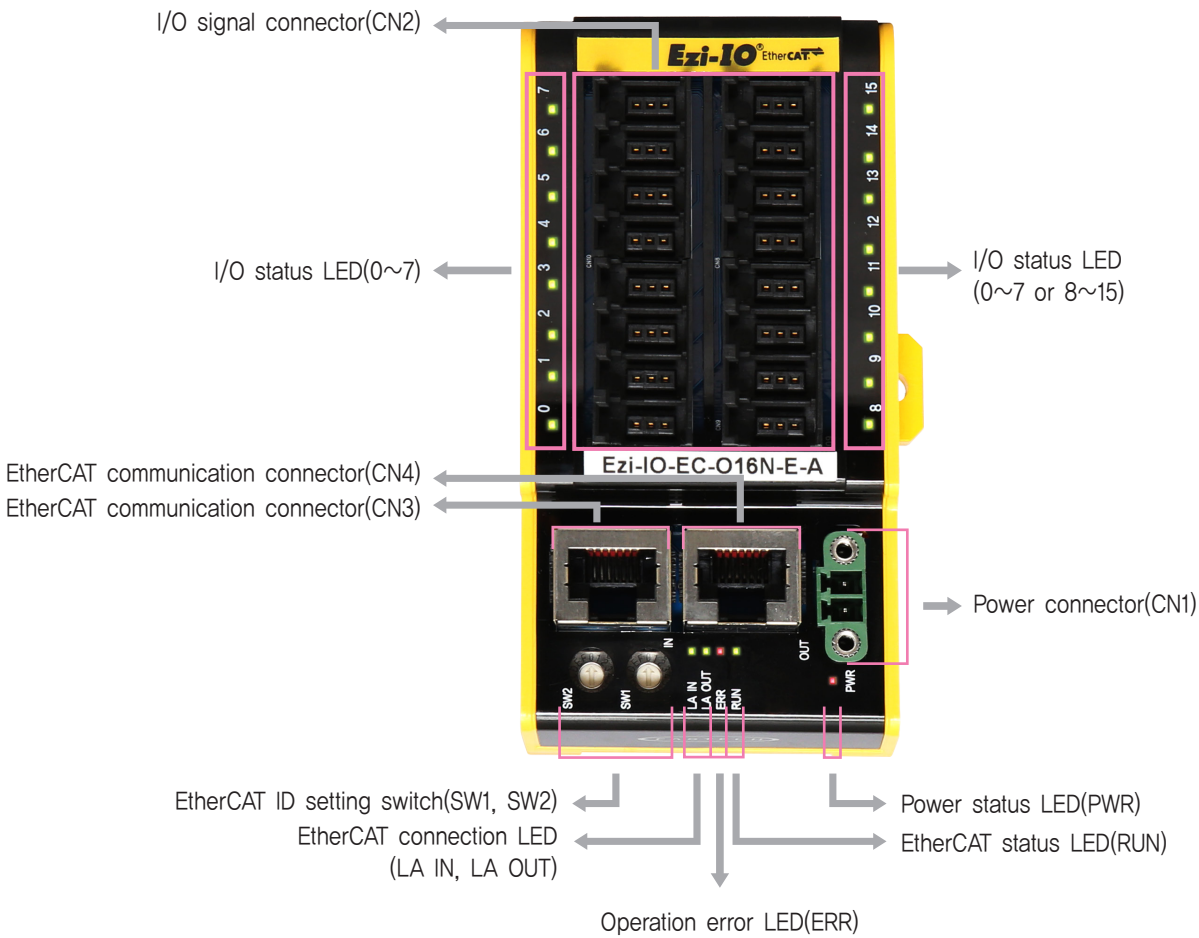 I/O signal connector(CN2)
Ezi-IO® EtherCAT
7
6
5
4
3
2
1
0
15
14
13
12
11
10
9
8
CN10
CN9
CN8
I/O status LED(0～7)
I/O status LED
(0～7 or 8～15)
Ezi-IO-EC-O16N-E-A
EtherCAT communication connector(CN4)
EtherCAT communication connector(CN3)
Power connector(CN1)
IN
OUT
SW2
SW1
LA IN
LA OUT
ERR
RUN
PWR
EtherCAT ID setting switch(SW1, SW2)
EtherCAT connection LED
(LA IN, LA OUT)
Power status LED(PWR)
EtherCAT status LED(RUN)
Operation error LED(ERR)